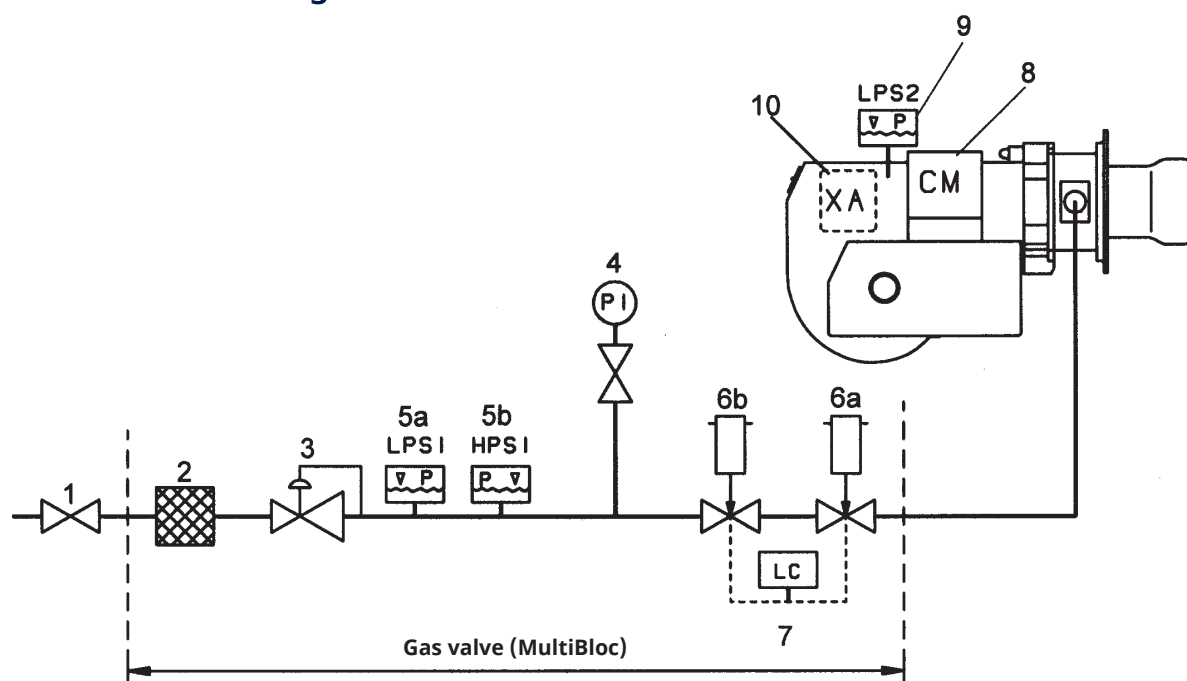 9
8
LPS2
10
▽ P
CM
XA
4
PI
5a
5b
6b
6a
LPS1
HPS1
3
2
1
▽ P
P ▽
LC
7
Gas valve (MultiBloc)